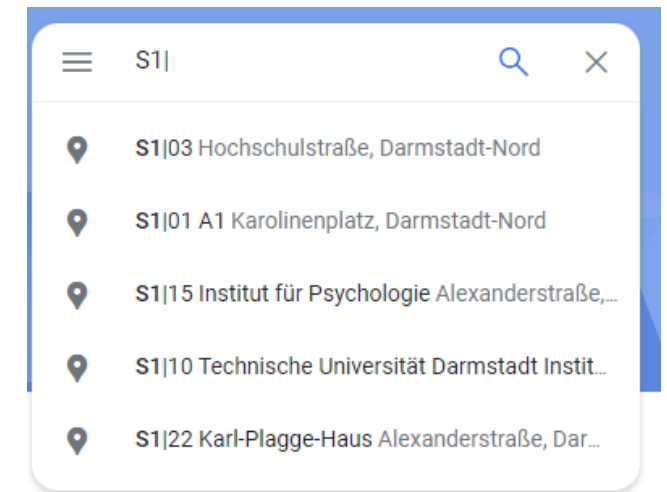 S1|
S1|03 Hochschulstraße, Darmstadt-Nord
S1|01 A1 Karolinenplatz, Darmstadt-Nord
S1|15 Institut für Psychologie Alexanderstraße,...
S1|10 Technische Universität Darmstadt Instit...
S1|22 Karl-Plagge-Haus Alexanderstraße, Dar...